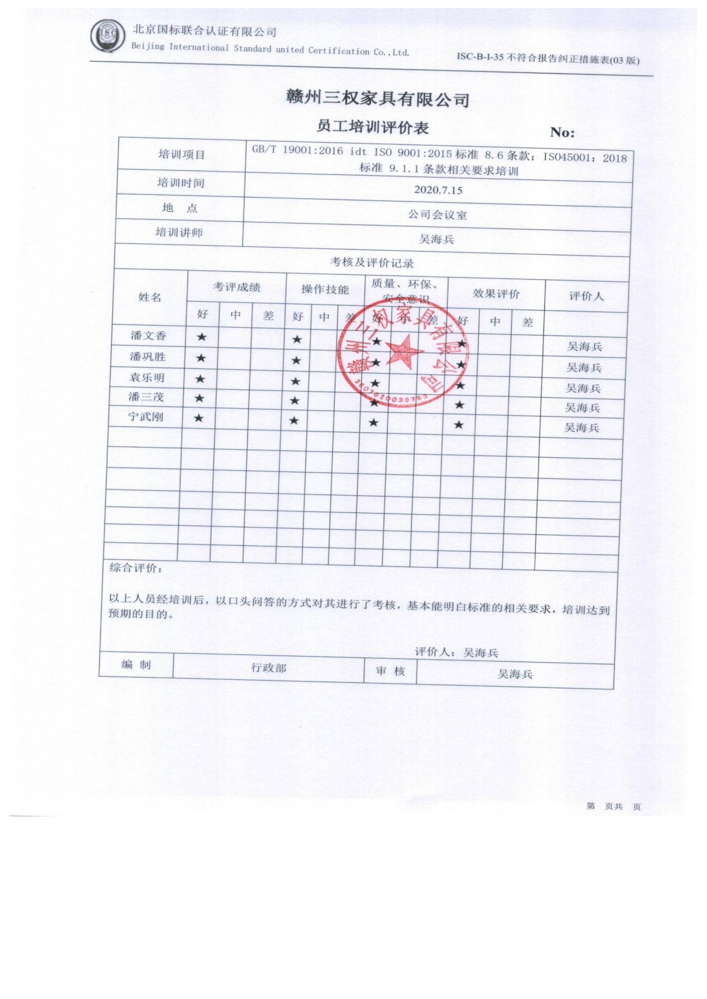 ISC
北京国标联合认证有限公司
Beijing International Standard united Certification Co.,Ltd.
ISC-B-I-35 不符合报告纠正措施表(03 版)
赣州三权家具有限公司
员工培训评价表
No:
培训项目
GB/T 19001:2016 idt ISO 9001:2015 标准 8.6 条款；ISO45001：2018
标准 9.1.1 条款相关要求培训
培训时间 2020.7.15
地 点 公司会议室
培训讲师 吴海兵
考核及评价记录
姓名 考评成绩 操作技能 质量、环保、 效果评价 评价人
安全意识
好 中 差 好 中 差 好 中 差 好 中 差
潘文香 ★ ★ ★ ★ 吴海兵
潘巩胜 ★ ★ ★ ★ 吴海兵
袁乐明 ★ ★ ★ ★ 吴海兵
潘三茂 ★ ★ ★ ★ 吴海兵
宁武刚 ★ ★ ★ ★ 吴海兵
赣州三权家具有限公司
3607820039763
综合评价：
以上人员经培训后，以口头问答的方式对其进行了考核，基本能明白标准的相关要求，培训达到
预期的目的。
评价人：吴海兵
编 制 行政部 审 核 吴海兵
第 页共 页